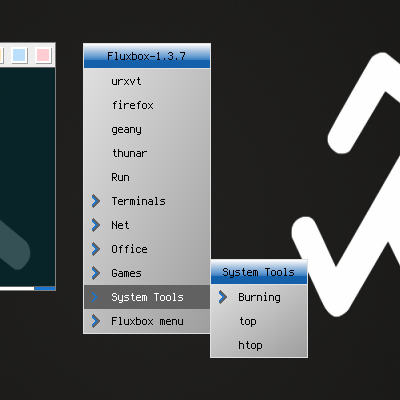 Fluxbox-1.3.7
urxvt
firefox
geany
thunar
Run
Terminals
Net
Office
Games
System Tools
Fluxbox menu
System Tools
Burning
top
htop